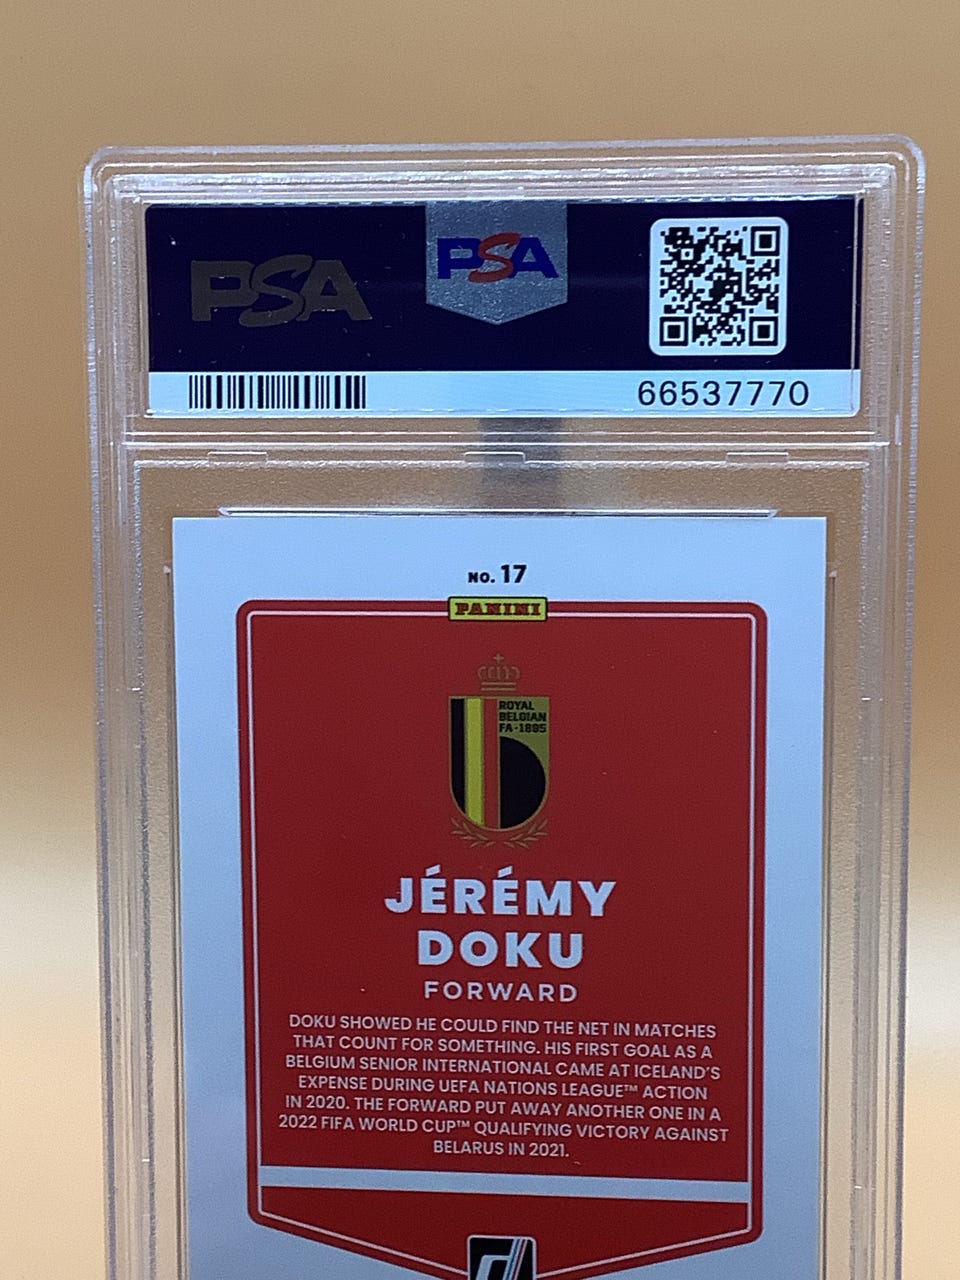 PSA
PSA
66537770
NO. 17
PANINI
ROYAL
BELGIAN
FA-1895
JÉRÉMY
DOKU
FORWARD
DOKU SHOWED HE COULD FIND THE NET IN MATCHES
THAT COUNT FOR SOMETHING. HIS FIRST GOAL AS A
BELGIUM SENIOR INTERNATIONAL CAME AT ICELAND'S
EXPENSE DURING UEFA NATIONS LEAGUE™ ACTION
IN 2020. THE FORWARD PUT AWAY ANOTHER ONE IN A
2022 FIFA WORLD CUP™ QUALIFYING VICTORY AGAINST
BELARUS IN 2021.